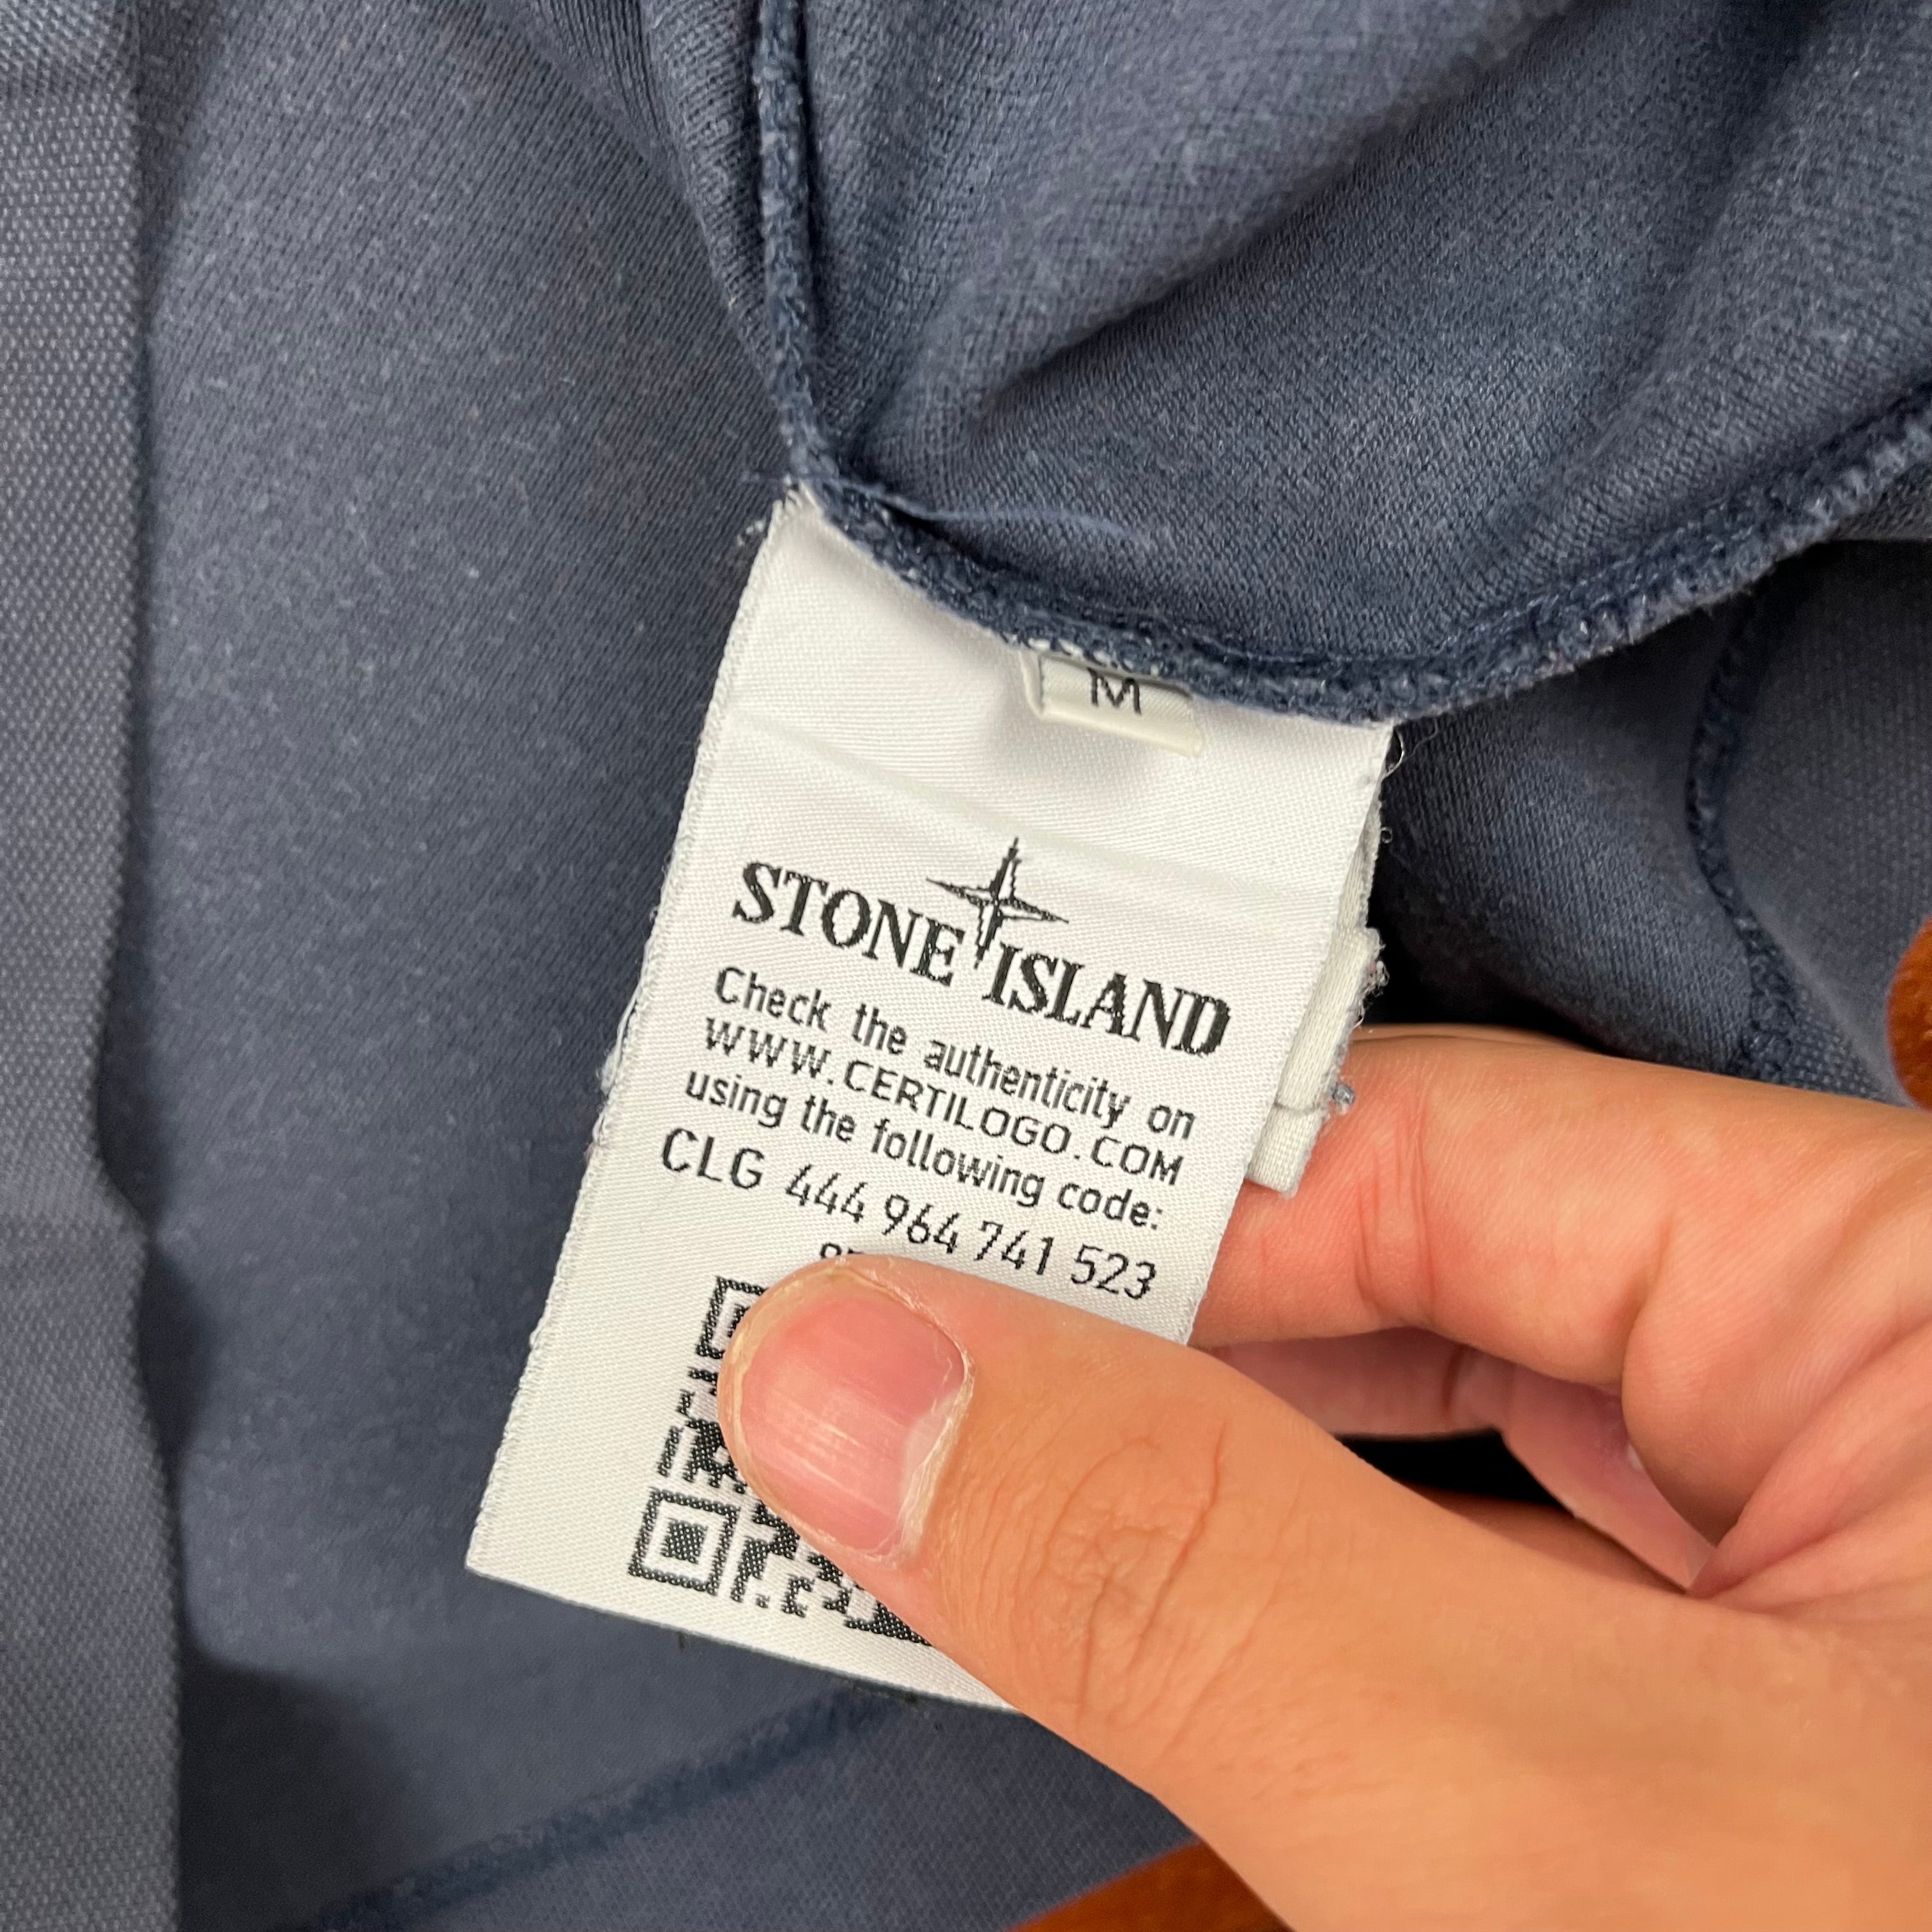 M
STONE ISLAND
Check the authenticity on
WWW.CERTILOGO.COM
using the following code:
CLG 444 964 741 523